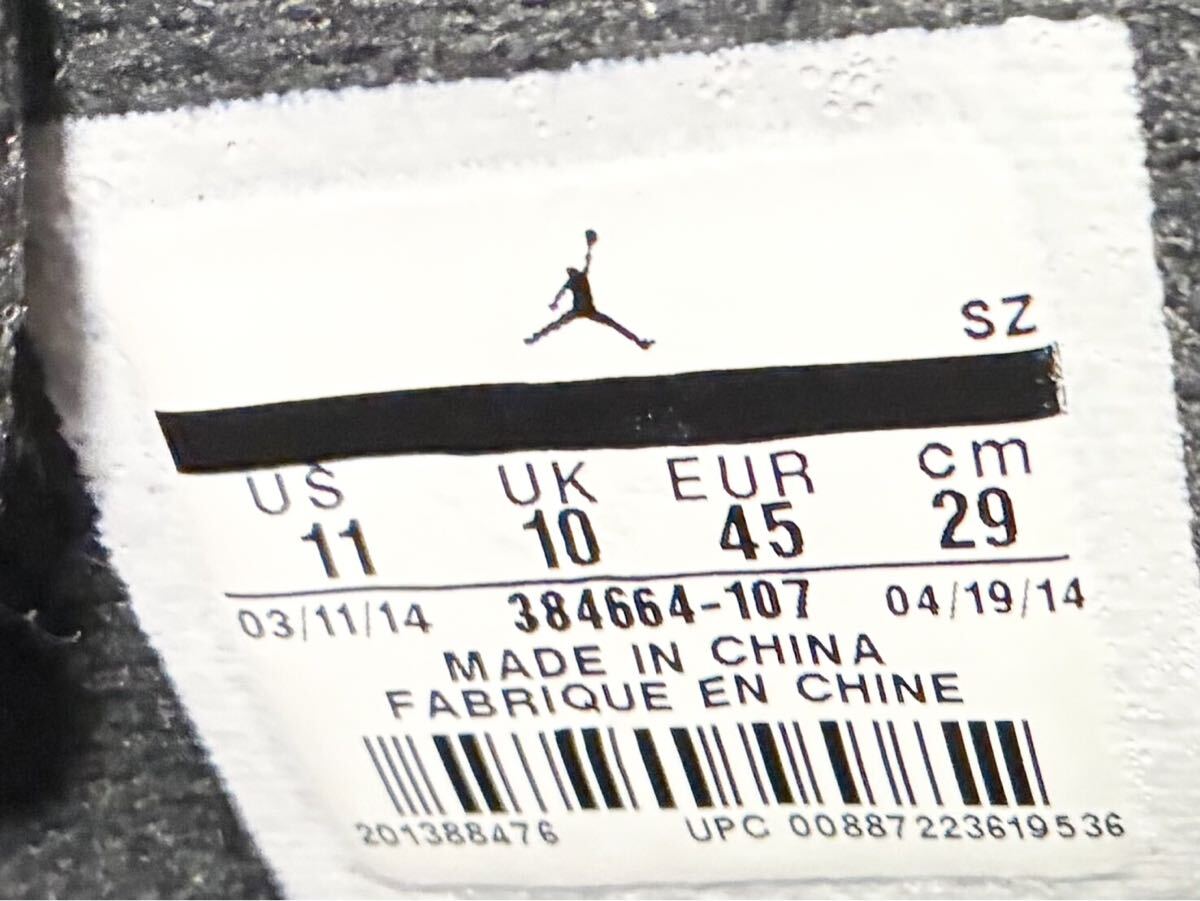 SZ
US UK EUR cm
11 10 45 29
03/11/14 384664-107 04/19/14
MADE IN CHINA
FABRIQUE EN CHINE
201388476 UPC 00887223619536